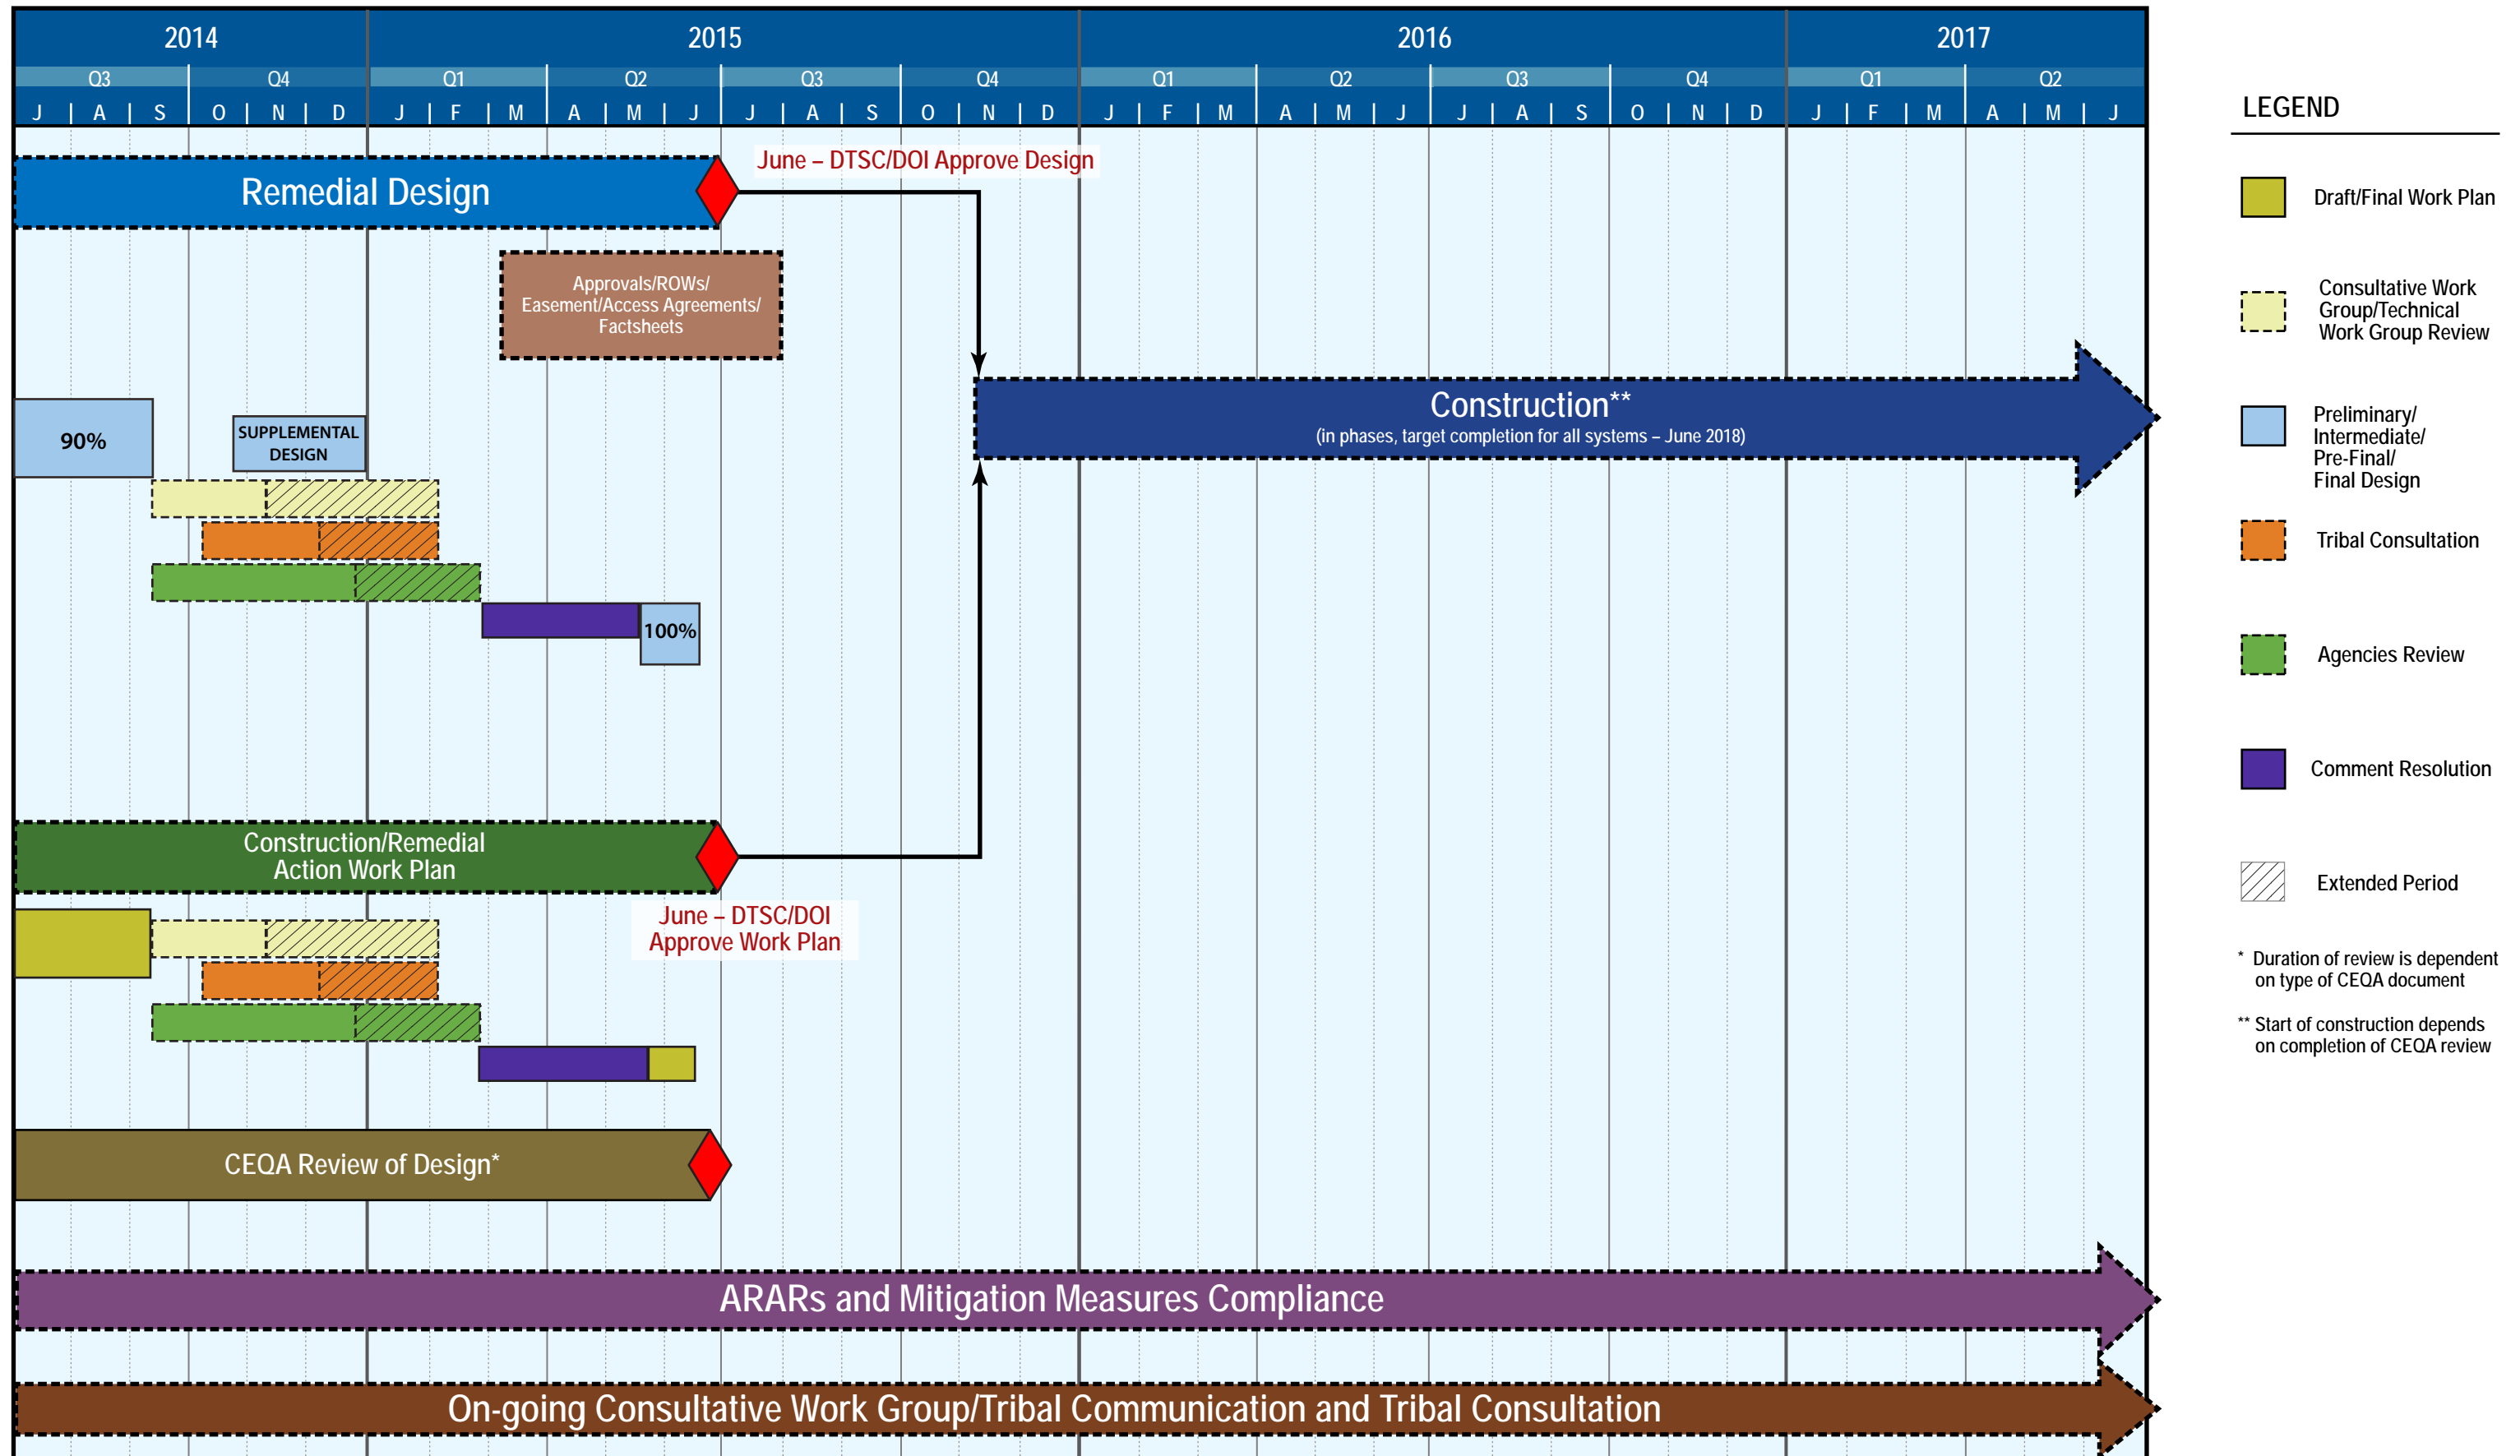 2014 2015 2016 2017
Q3 Q4 Q1 Q2 Q3 Q4 Q1 Q2 Q3 Q4 Q1 Q2
J A S O N D J F M A M J J A S O N D J F M A M J J A S O N D J F M A M J
Remedial Design
June – DTSC/DOI Approve Design
Approvals/ROWs/
Easement/Access Agreements/
Factsheets
90%
SUPPLEMENTAL
DESIGN
Construction**
(in phases, target completion for all systems – June 2018)
100%
Construction/Remedial
Action Work Plan
June – DTSC/DOI
Approve Work Plan
CEQA Review of Design*
ARARs and Mitigation Measures Compliance
On-going Consultative Work Group/Tribal Communication and Tribal Consultation
LEGEND
Draft/Final Work Plan
Consultative Work
Group/Technical
Work Group Review
Preliminary/
Intermediate/
Pre-Final/
Final Design
Tribal Consultation
Agencies Review
Comment Resolution
Extended Period
* Duration of review is dependent
on type of CEQA document
** Start of construction depends
on completion of CEQA review